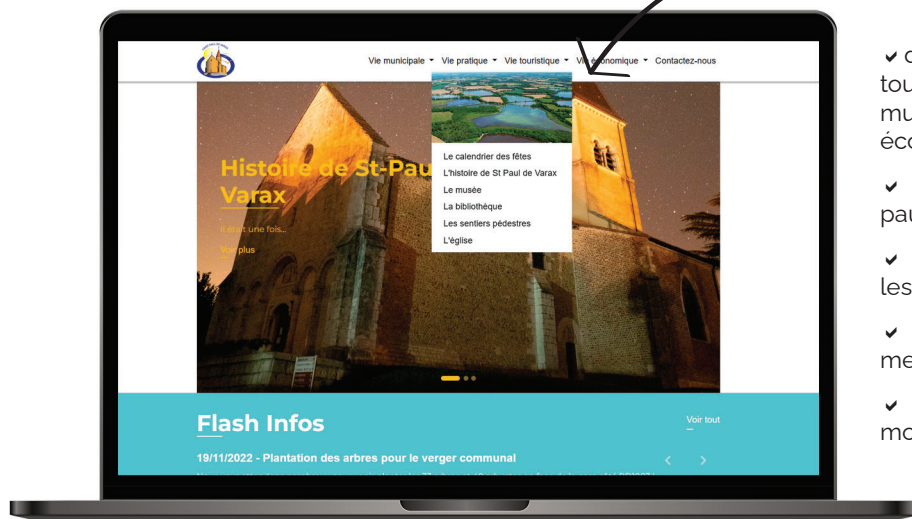 Vie municipale Vie pratique Vie touristique Vie économique Contactez-nous
Le calendrier des fêtes
L'histoire de St Paul de Varax
Le musée
La bibliothèque
Les sentiers pédestres
L'église
Histoire de St-Pau
Varax
Il était une fois...
Voir plus
Flash Infos
Voir tout
19/11/2022 - Plantation des arbres pour le verger communal
tou
mu
éco
pau
les
me
mo